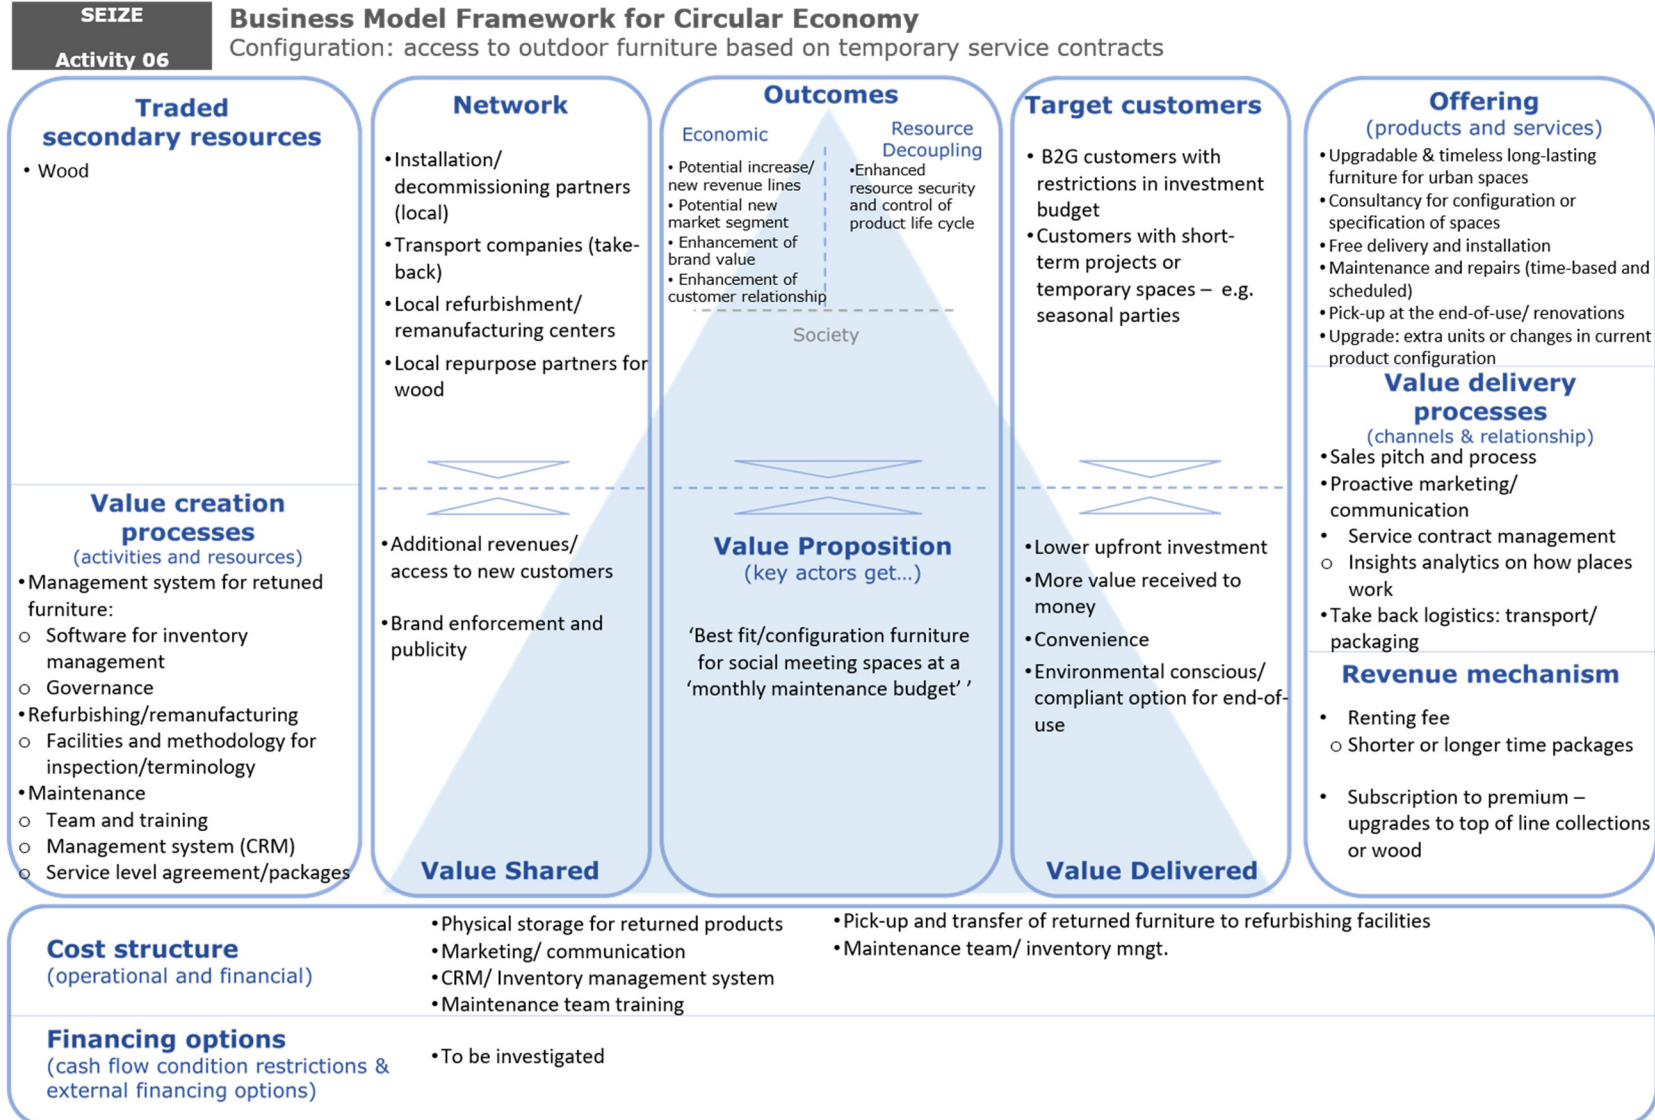 SEIZE
Activity 06
Business Model Framework for Circular Economy
Configuration: access to outdoor furniture based on temporary service contracts
Traded
secondary resources
• Wood
Value creation
processes
(activities and resources)
• Management system for retuned
furniture:
o Software for inventory
management
o Governance
• Refurbishing/remanufacturing
o Facilities and methodology for
inspection/terminology
• Maintenance
o Team and training
o Management system (CRM)
o Service level agreement/packages
Network
• Installation/
decommissioning partners
(local)
• Transport companies (take-
back)
• Local refurbishment/
remanufacturing centers
• Local repurpose partners for
wood
• Additional revenues/
access to new customers
• Brand enforcement and
publicity
Value Shared
Outcomes
Economic
• Potential increase/
new revenue lines
• Potential new
market segment
• Enhancement of
brand value
• Enhancement of
customer relationship
Resource
Decoupling
•Enhanced
resource security
and control of
product life cycle
Society
Value Proposition
(key actors get...)
‘Best fit/configuration furniture
for social meeting spaces at a
‘monthly maintenance budget’ ’
Target customers
• B2G customers with
restrictions in investment
budget
• Customers with short-
term projects or
temporary spaces – e.g.
seasonal parties
• Lower upfront investment
• More value received to
money
• Convenience
• Environmental conscious/
compliant option for end-of-
use
Value Delivered
Offering
(products and services)
• Upgradable & timeless long-lasting
furniture for urban spaces
• Consultancy for configuration or
specification of spaces
• Free delivery and installation
• Maintenance and repairs (time-based and
scheduled)
• Pick-up at the end-of-use/ renovations
• Upgrade: extra units or changes in current
product configuration
Value delivery
processes
(channels & relationship)
• Sales pitch and process
• Proactive marketing/
communication
• Service contract management
o Insights analytics on how places
work
• Take back logistics: transport/
packaging
Revenue mechanism
• Renting fee
o Shorter or longer time packages
• Subscription to premium –
upgrades to top of line collections
or wood
Cost structure
(operational and financial)
• Physical storage for returned products
• Marketing/ communication
• CRM/ Inventory management system
• Maintenance team training
• Pick-up and transfer of returned furniture to refurbishing facilities
• Maintenance team/ inventory mngt.
Financing options
(cash flow condition restrictions &
external financing options)
• To be investigated